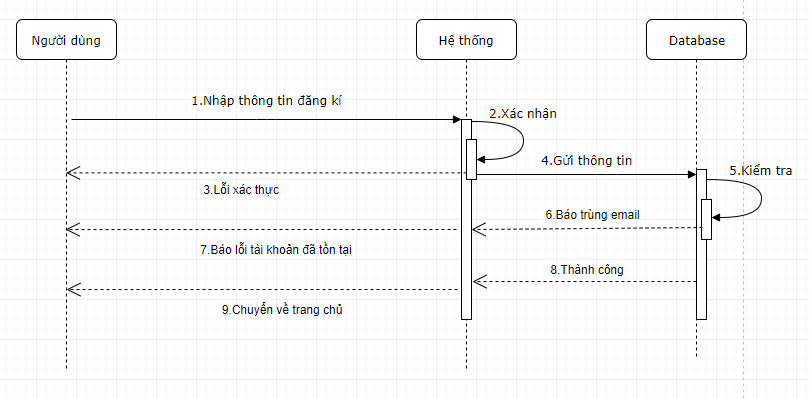 Người dùng
Hệ thống
Database
1.Nhập thông tin đăng kí
2.Xác nhận
3.Lỗi xác thực
4.Gửi thông tin
5.Kiểm tra
6.Báo trùng email
7.Báo lỗi tài khoản đã tồn tại
8.Thành công
9.Chuyển về trang chủ